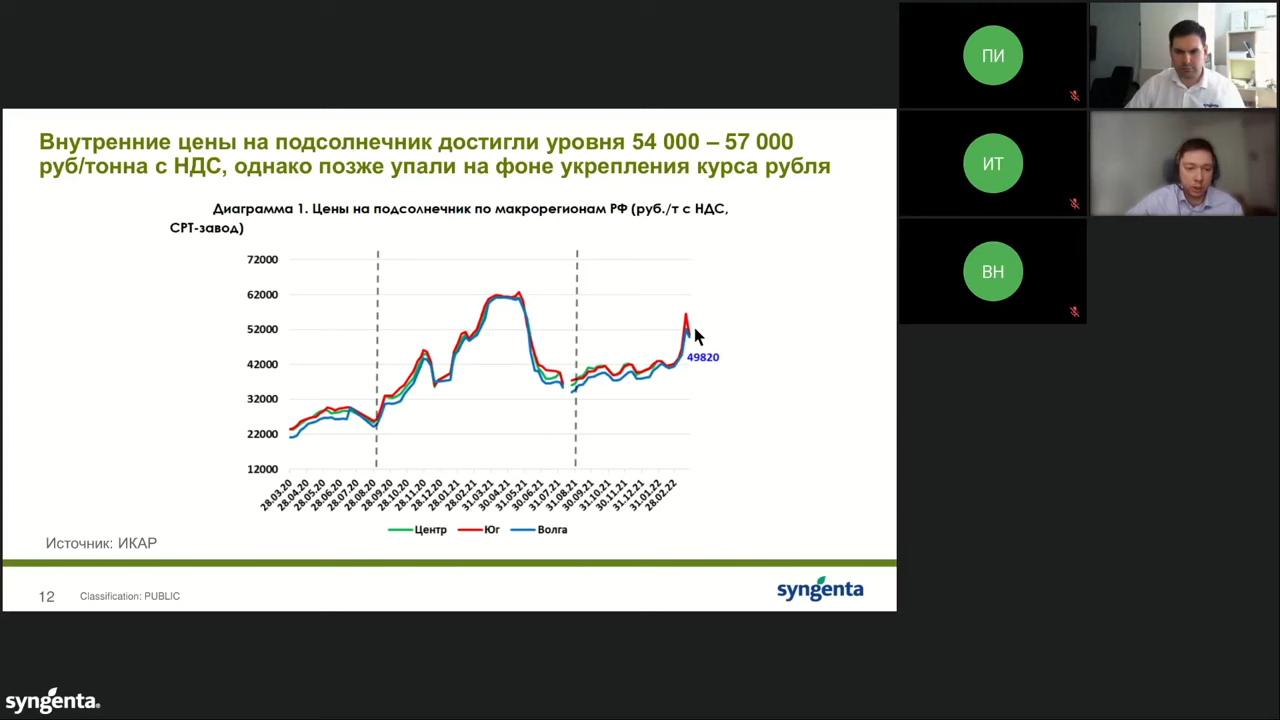 Внутренние цены на подсолнечник достигли уровня 54 000 – 57 000
руб/тонна с НДС, однако позже упали на фоне укрепления курса рубля
Диаграмма 1. Цены на подсолнечник по макрорегионам РФ (руб./т с НДС,
СРТ-завод)
72000
62000
52000
42000
32000
22000
12000
49820
28.03.20
28.04.20
28.05.20
28.06.20
28.07.20
28.08.20
28.09.20
28.10.20
28.11.20
28.12.20
28.01.21
28.02.21
31.03.21
30.04.21
31.05.21
30.06.21
31.07.21
31.08.21
30.09.21
31.10.21
30.11.21
31.12.21
31.01.22
28.02.22
Центр
Юг
Волга
Источник: ИКАР
12
Classification: PUBLIC
syngenta
ПИ
ИТ
ВН
syngenta